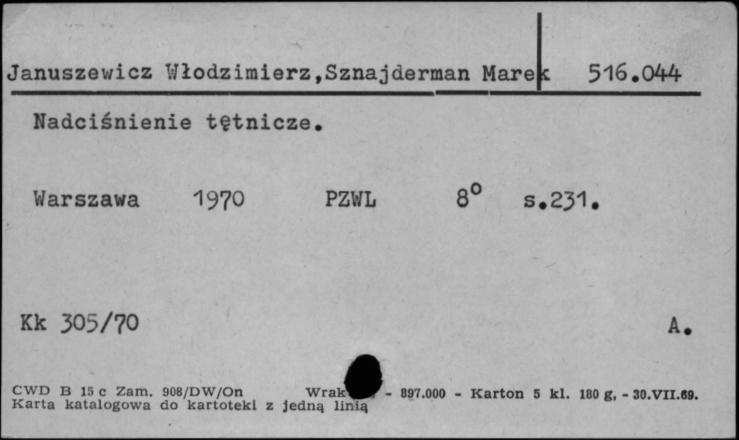 Januszewicz Włodzimierz,Sznajderman Marek 516.044
Nadciśnienie tętnicze.
Warszawa 1970 PZWL 8° s.231.
Kk 305/70 A.
CWD B 15 c Zam. 908/DW/On - 897.000 - Karton 5 kl. 180 g, - 30.VII.69.
Karta katalogowa do kartoteki z jedną linią